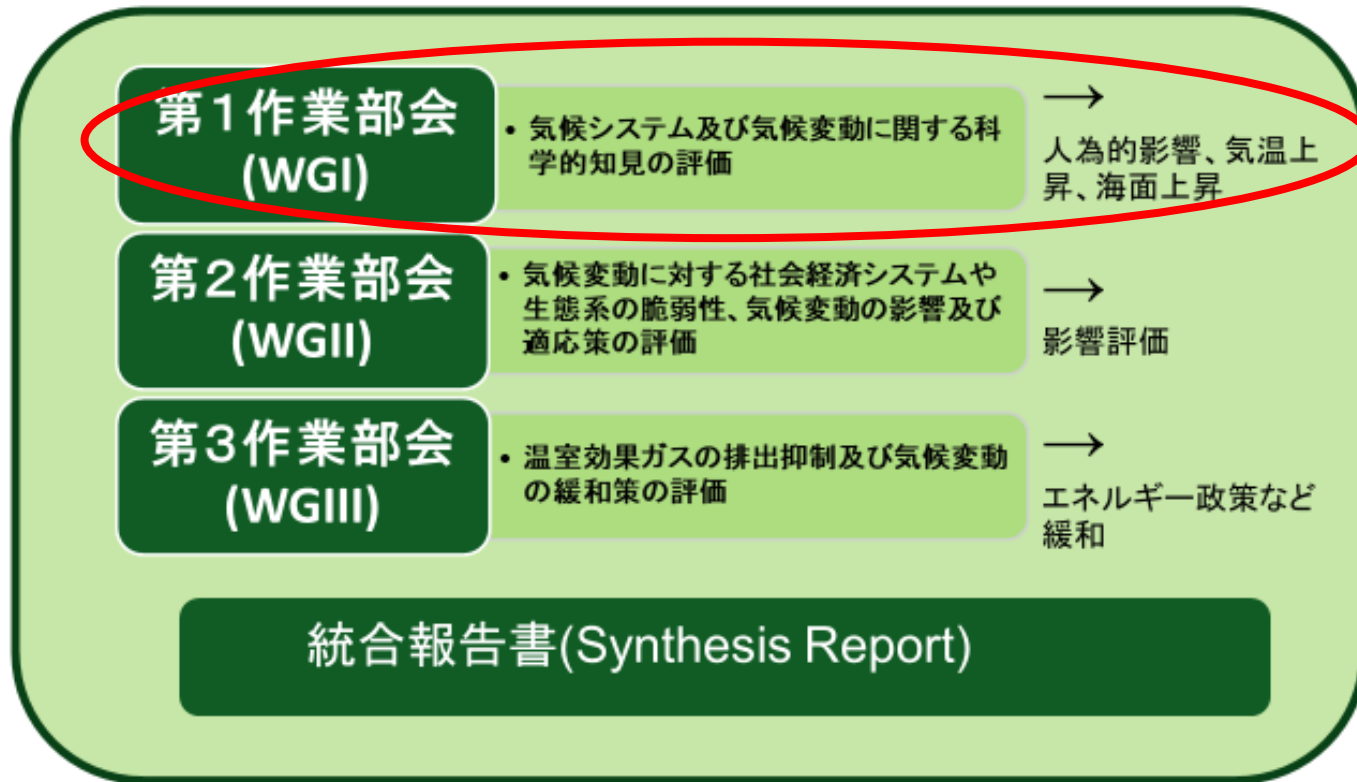 第１作業部会
(WGI)
• 気候システム及び気候変動に関する科
学的知見の評価
→
人為的影響、気温上
昇、海面上昇
第２作業部会
(WGII)
• 気候変動に対する社会経済システムや
生態系の脆弱性、気候変動の影響及び
適応策の評価
→
影響評価
第３作業部会
(WGIII)
• 温室効果ガスの排出抑制及び気候変動
の緩和策の評価
→
エネルギー政策など
緩和
統合報告書(Synthesis Report)